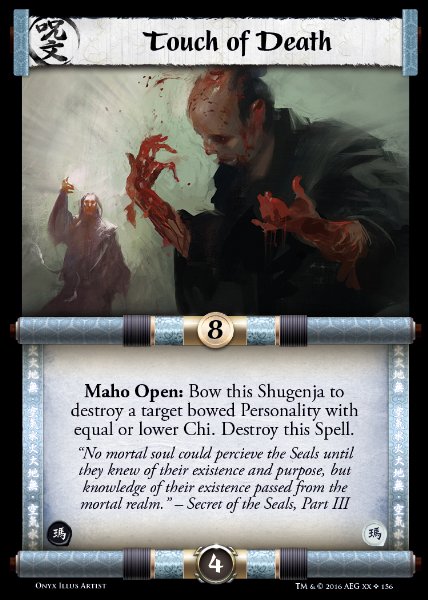 呪文
Touch of Death
8
Maho Open: Bow this Shugenja to
destroy a target bowed Personality with
equal or lower Chi. Destroy this Spell.
“No mortal soul could percieve the Seals until
they knew of their existence and purpose, but
knowledge of their existence passed from the
mortal realm.” – Secret of the Seals, Part III
瑪
瑪
4
Onyx Illus Artist
TM & © 2016 AEG XX ❖ 156